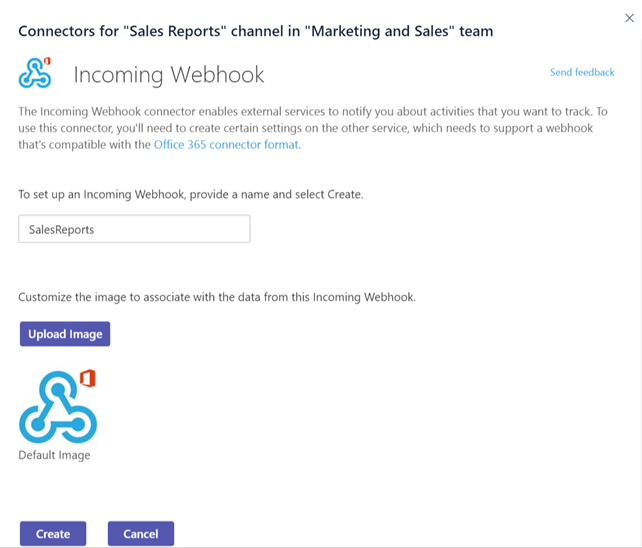 Connectors for "Sales Reports" channel in "Marketing and Sales" team
Incoming Webhook
Send feedback
The Incoming Webhook connector enables external services to notify you about activities that you want to track. To
use this connector, you'll need to create certain settings on the other service, which needs to support a webhook
that's compatible with the Office 365 connector format.
To set up an Incoming Webhook, provide a name and select Create.
SalesReports
Customize the image to associate with the data from this Incoming Webhook.
Upload Image
Default Image
Create Cancel